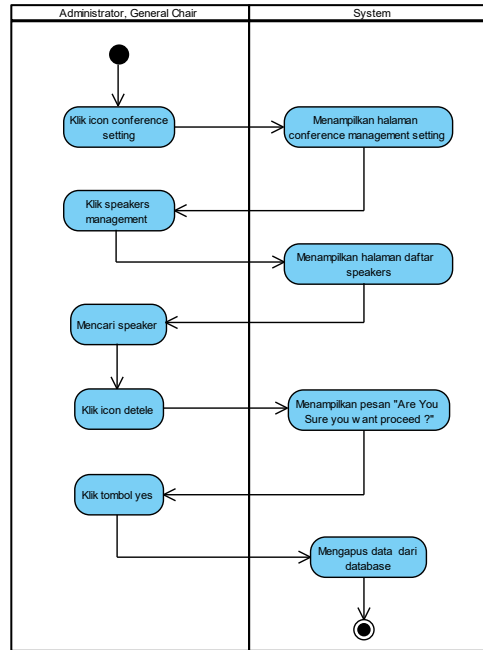 Administrator, General Chair
System
Klik icon conference
setting
Menampilkan halaman
conference management setting
Klik speakers
management
Menampilkan halaman daftar
speakers
Mencari speaker
Klik icon detele
Menampilkan pesan "Are You
Sure you want proceed ?"
Klik tombol yes
Mengapus data dari
database